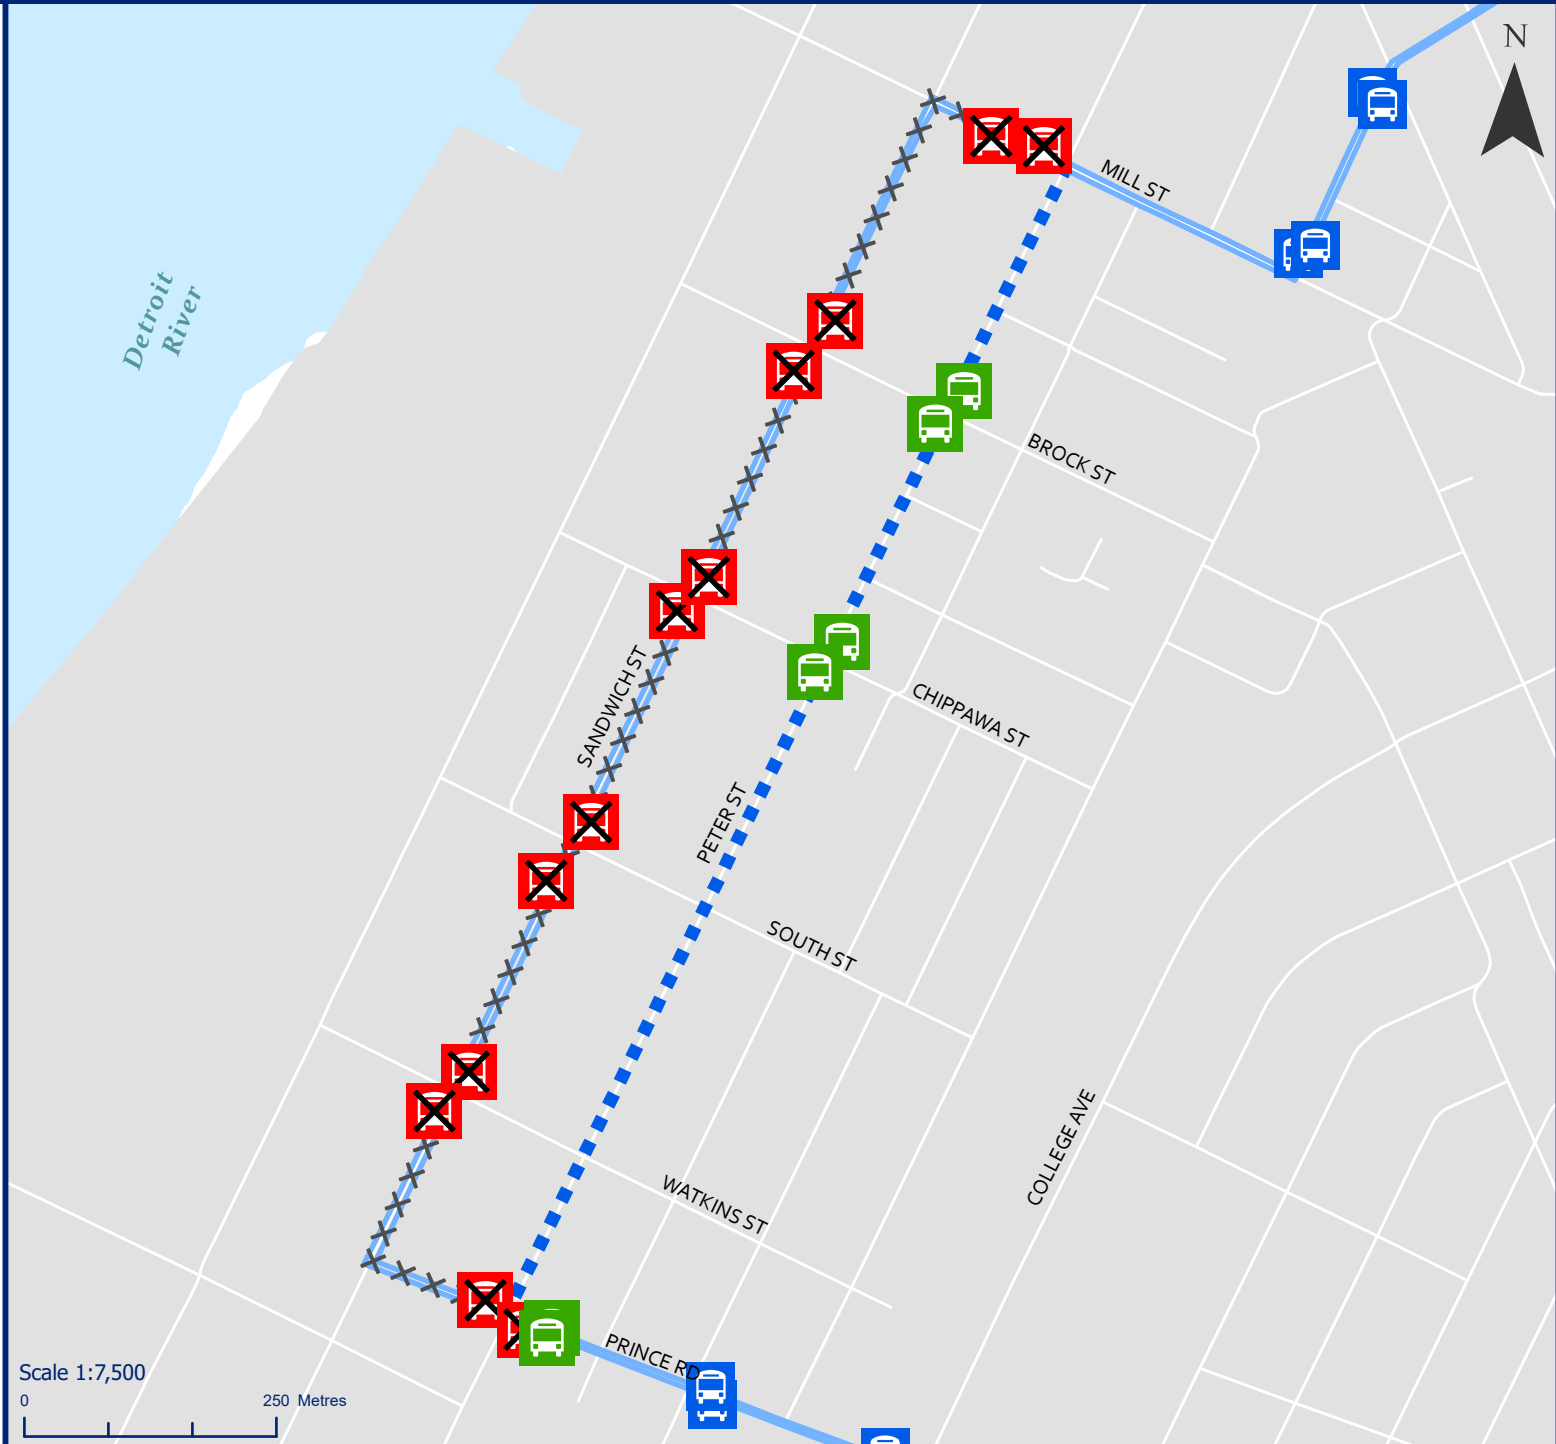 N
MILL ST
Detroit
River
BROCK ST
SANDWICH ST
CHIPPAWA ST
PETER ST
SOUTH ST
COLLEGE AVE
WATKINS ST
PRINCE RD
Scale 1:7,500
0 250 Metres